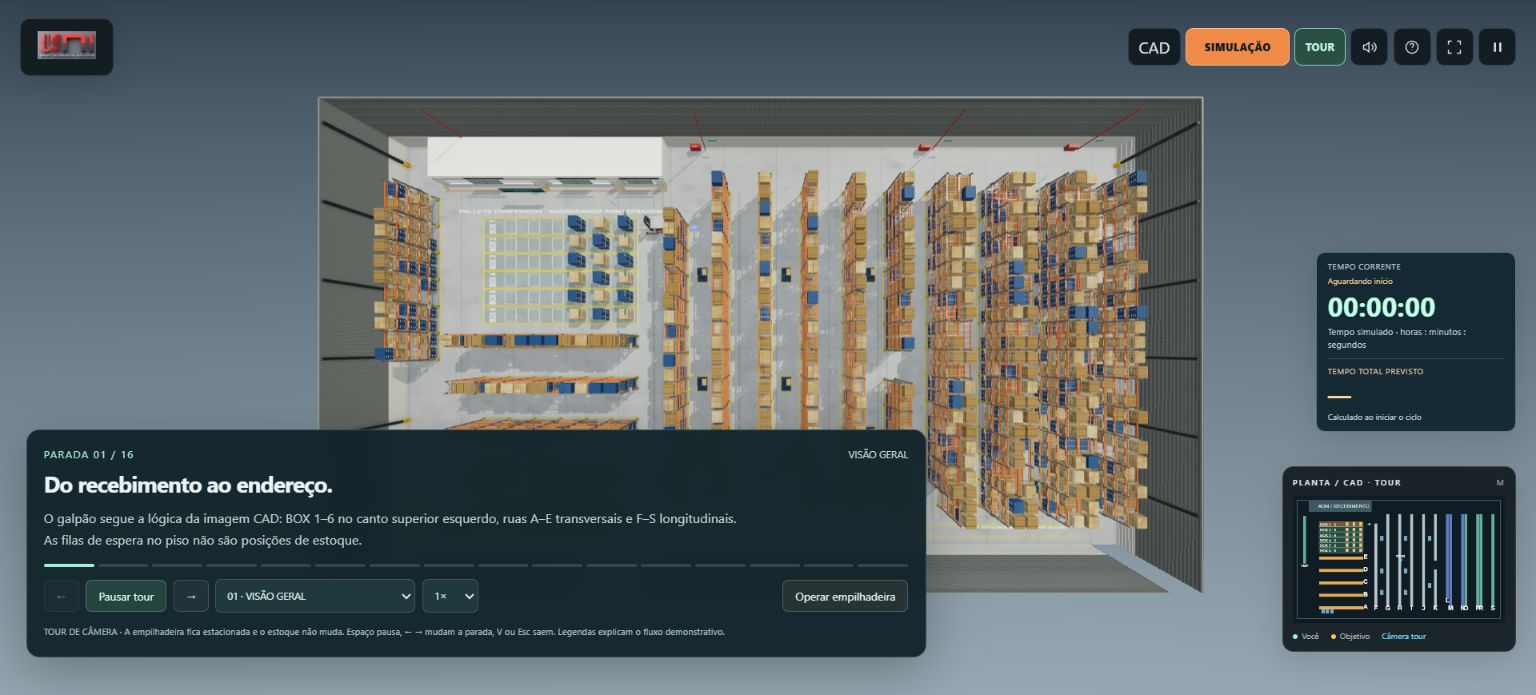 CAD
SIMULAÇÃO
TOUR
PALLETS CONFERIDOS
TEMPO CORRENTE
Aguardando início
00:00:00
Tempo simulado · horas : minutos :
segundos
TEMPO TOTAL PREVISTO
—
Calculado ao iniciar o ciclo
PARADA 01 / 16
VISÃO GERAL
Do recebimento ao endereço.
O galpão segue a lógica da imagem CAD: BOX 1–6 no canto superior esquerdo, ruas A–E transversais e F–S longitudinais.
As filas de espera no piso não são posições de estoque.
← Pausar tour → 01 · VISÃO GERAL 1×
Operar empilhadeira
TOUR DE CÂMERA · A empilhadeira fica estacionada e o estoque não muda. Espaço pausa, ← → mudam a parada, V ou Esc saem. Legendas explicam o fluxo demonstrativo.
PLANTA / CAD · TOUR
M
ADM / RECEBIMENTO
E
D
C
B
A
Você
Objetivo
Câmera tour